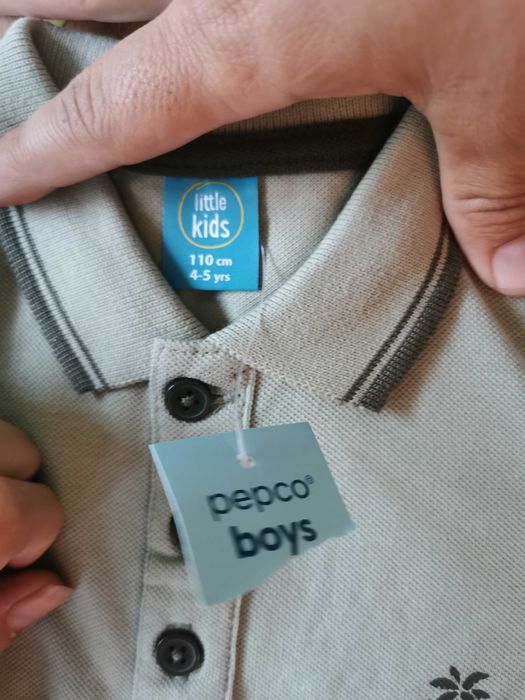 little
kids
110 cm
4-5 yrs
pepco®
boys